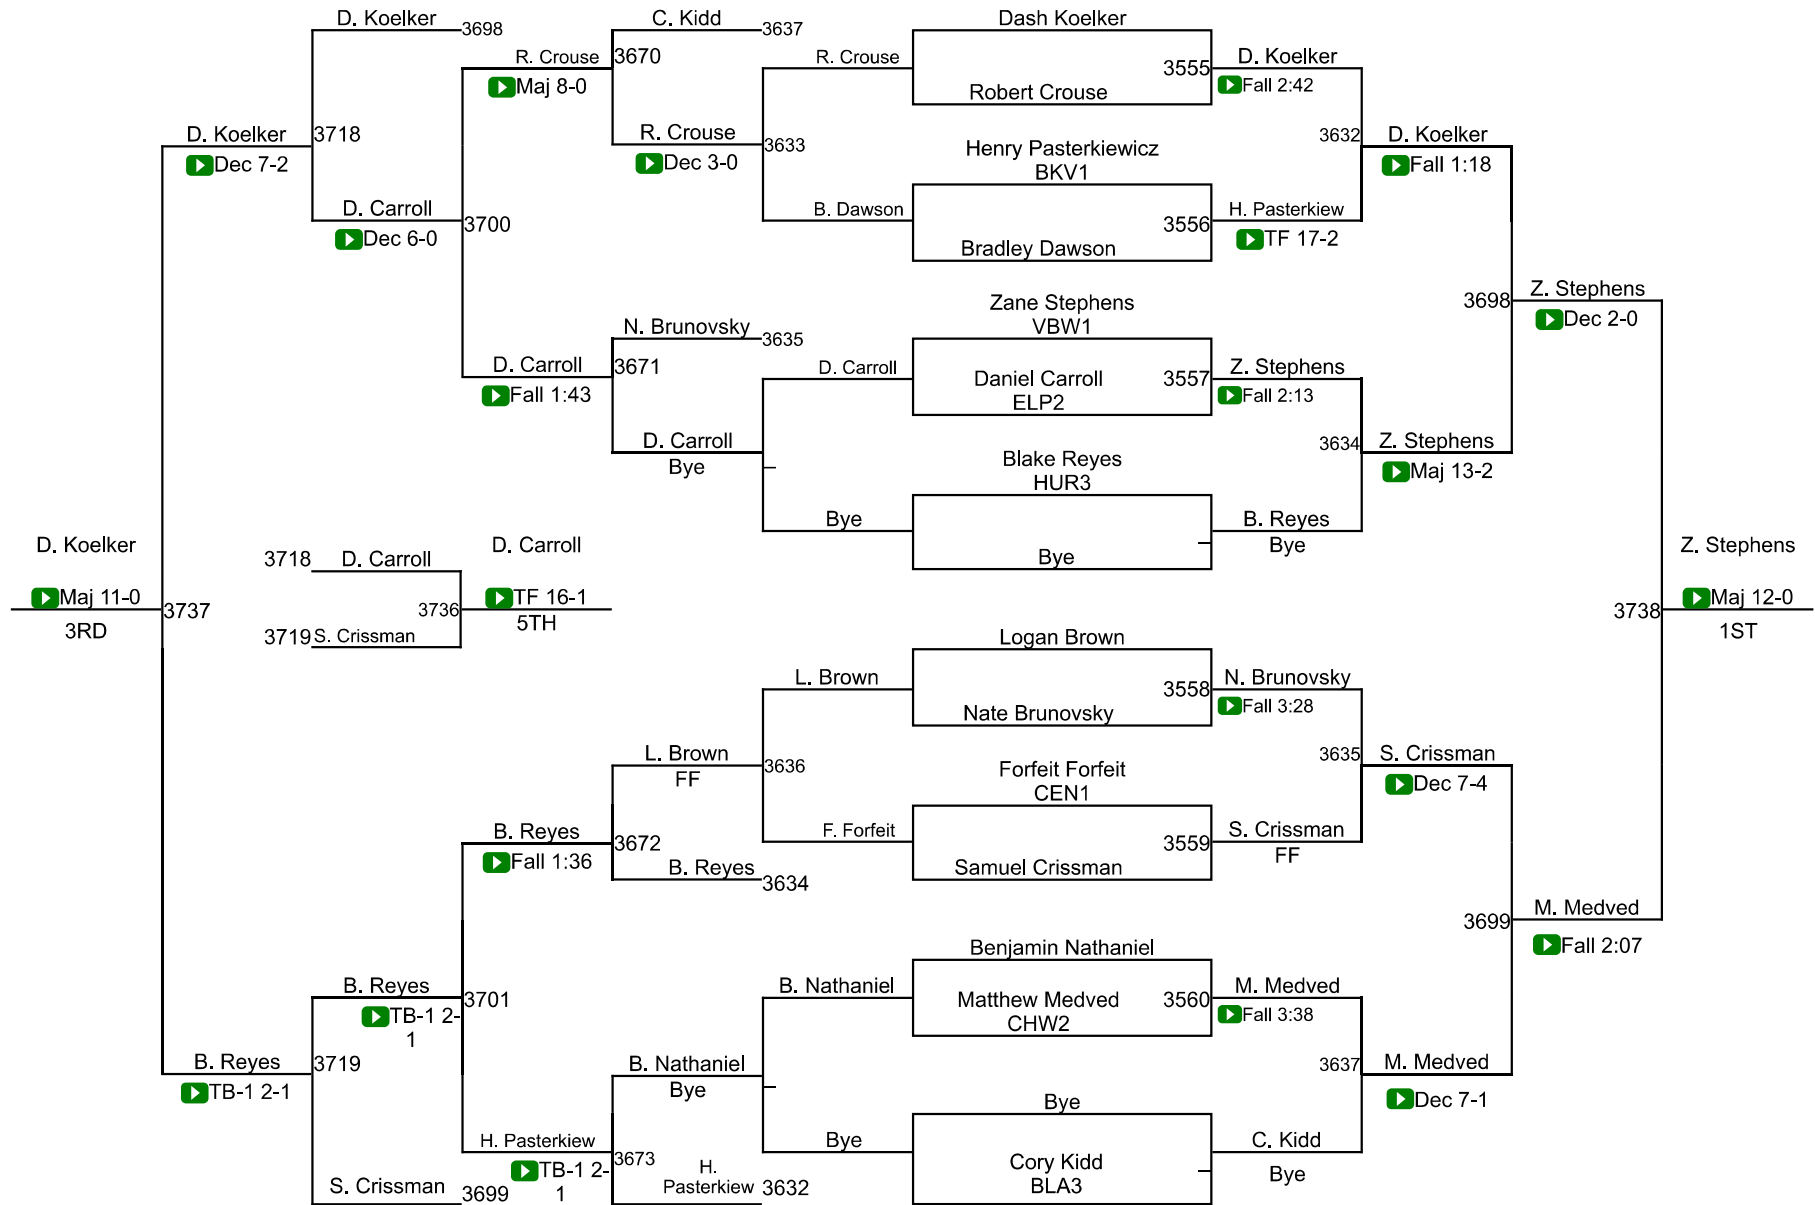 D. Koelker
3698
C. Kidd
3637
Dash Koelker
R. Crouse
3670
Maj 8-0
R. Crouse
3555
D. Koelker
Fall 2:42
Robert Crouse
D. Koelker
3718
Dec 7-2
R. Crouse
3633
Dec 3-0
Henry Pasterkiewicz
BKV1
3632
D. Koelker
Fall 1:18
D. Carroll
3700
Dec 6-0
B. Dawson
3556
H. Pasterkiew
TF 17-2
Bradley Dawson
Zane Stephens
VBW1
3698
Z. Stephens
Dec 2-0
N. Brunovsky
3635
D. Carroll
3671
Fall 1:43
D. Carroll
Daniel Carroll
ELP2
3557
Z. Stephens
Fall 2:13
D. Carroll
Bye
Blake Reyes
HUR3
3634
Z. Stephens
Maj 13-2
Bye
B. Reyes
Bye
Bye
D. Koelker
Maj 11-0
3RD
3737
3718
D. Carroll
3719
S. Crissman
3736
D. Carroll
TF 16-1
5TH
3738
Z. Stephens
Maj 12-0
1ST
Logan Brown
L. Brown
3558
N. Brunovsky
Fall 3:28
Nate Brunovsky
L. Brown
FF
3636
Forfeit Forfeit
CEN1
3635
S. Crissman
Dec 7-4
B. Reyes
3672
Fall 1:36
F. Forfeit
3559
S. Crissman
FF
B. Reyes
3634
Samuel Crissman
3699
M. Medved
Fall 2:07
Benjamin Nathaniel
B. Reyes
3701
TB-1 2-
1
B. Nathaniel
Matthew Medved
CHW2
3560
M. Medved
Fall 3:38
B. Reyes
3719
TB-1 2-1
B. Nathaniel
Bye
3637
M. Medved
Dec 7-1
Bye
H. Pasterkiew
3673
TB-1 2-
1
Bye
Cory Kidd
BLA3
C. Kidd
Bye
S. Crissman
3699
H.
Pasterkiew
3632